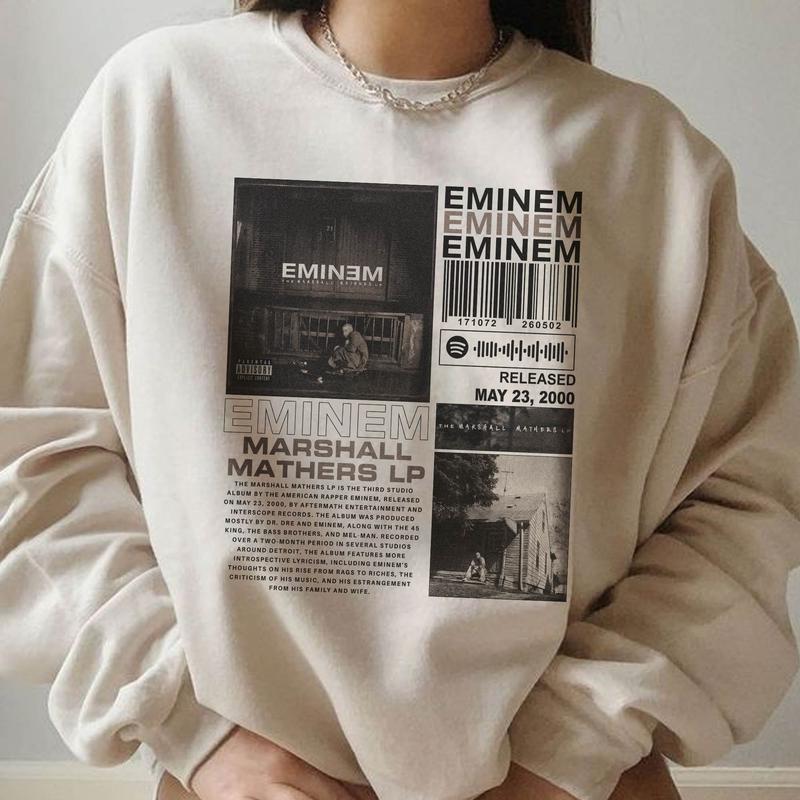 EMINEM
THE MARSHALL MATHERS LP
PARENTAL
ADVISORY
EXPLICIT CONTENT
EMINEM
EMINEM
EMINEM
171072 260502
RELEASED
MAY 23, 2000
THE MARSHALL MATHERS LP
EMINEM
MARSHALL
MATHERS LP
THE MARSHALL MATHERS LP IS THE THIRD STUDIO
ALBUM BY THE AMERICAN RAPPER EMINEM, RELEASED
ON MAY 23, 2000, BY AFTERMATH ENTERTAINMENT AND
INTERSCOPE RECORDS. THE ALBUM WAS PRODUCED
MOSTLY BY DR. DRE AND EMINEM, ALONG WITH THE 45
KING, THE BASS BROTHERS, AND MEL-MAN. RECORDED
OVER A TWO-MONTH PERIOD IN SEVERAL STUDIOS
AROUND DETROIT, THE ALBUM FEATURES MORE
INTROSPECTIVE LYRICISM, INCLUDING EMINEM'S
THOUGHTS ON HIS RISE FROM RAGS TO RICHES, THE
CRITICISM OF HIS MUSIC, AND HIS ESTRANGEMENT
FROM HIS FAMILY AND WIFE.